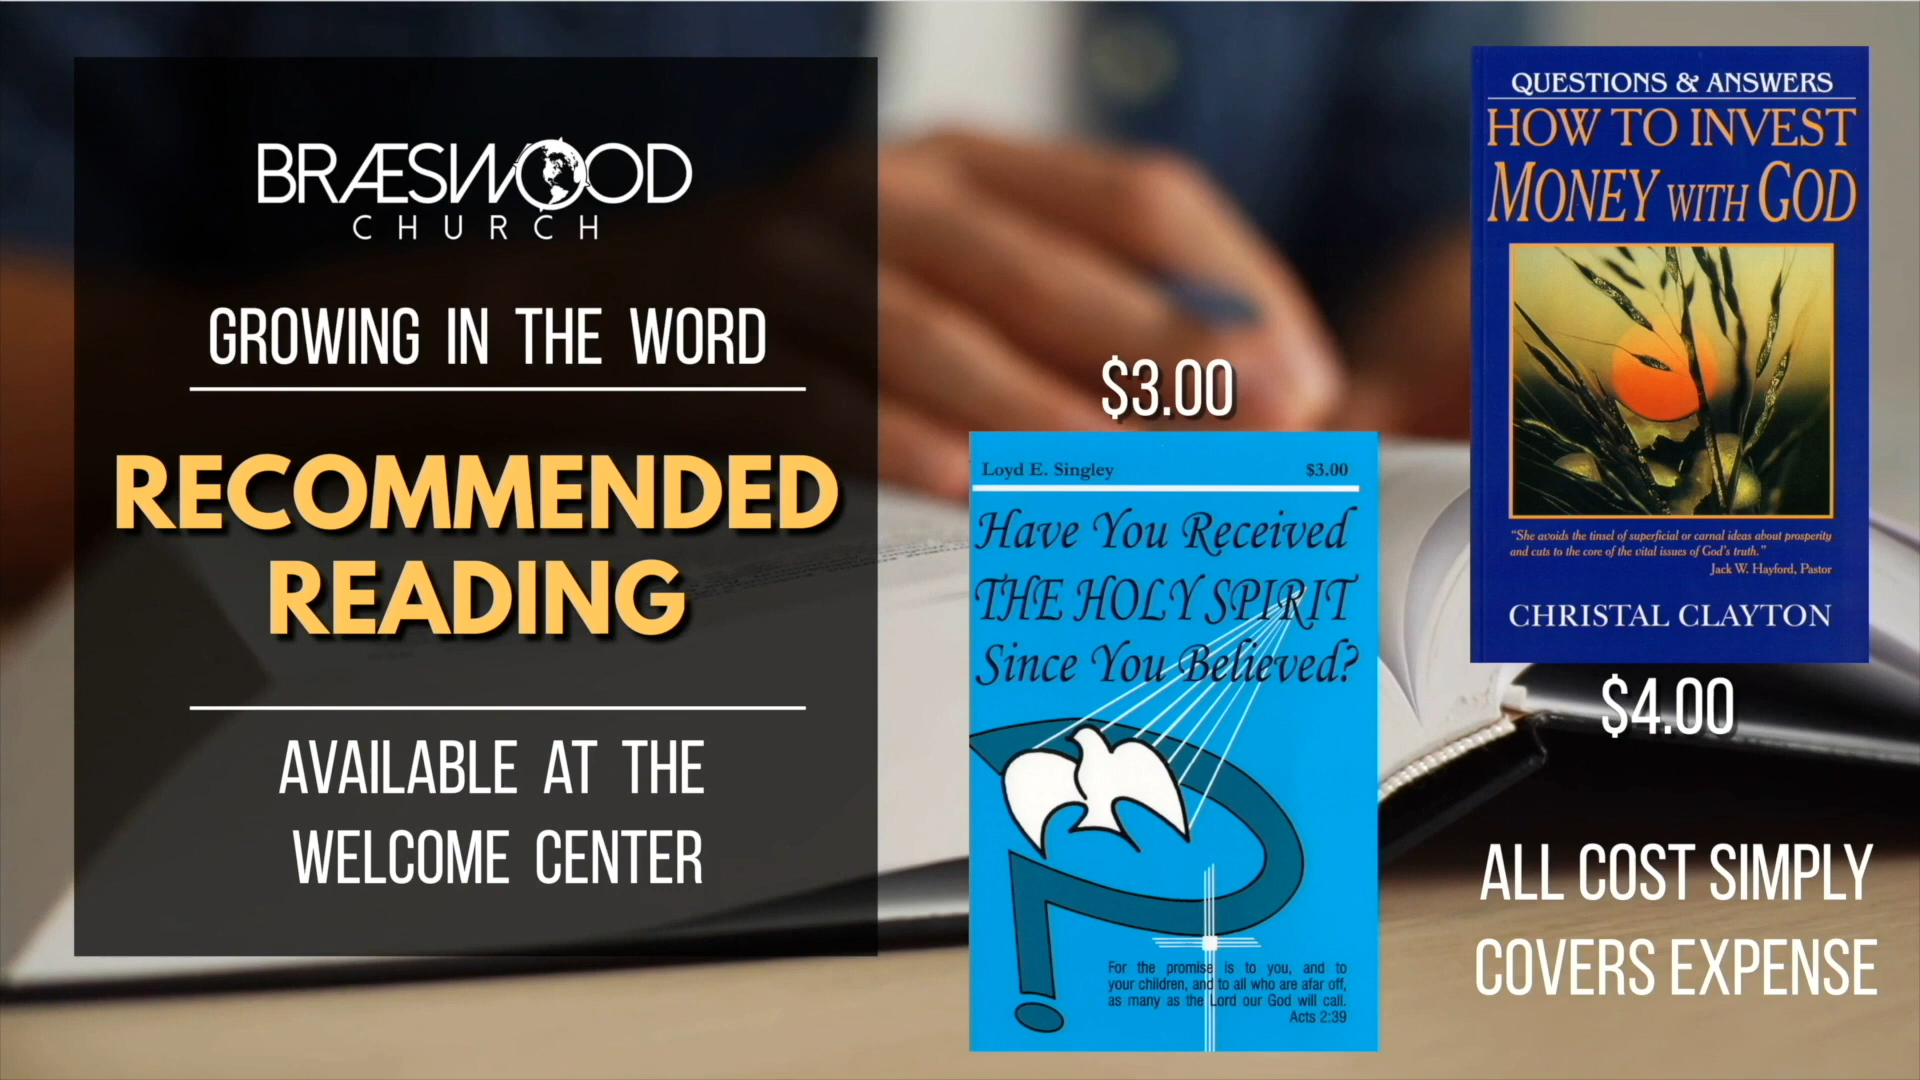 BRÆSWOOD
CHURCH
GROWING IN THE WORD
RECOMMENDED
READING
AVAILABLE AT THE
WELCOME CENTER
$3.00
Loyd E. Singley $3.00
Have You Received
THE HOLY SPIRIT
Since You Believed?
For the promise is to you, and to
your children, and to all who are afar off,
as many as the Lord our God will call.
Acts 2:39
QUESTIONS & ANSWERS
HOW TO INVEST
MONEY WITH GOD
"She avoids the tinsel of superficial or carnal ideas about prosperity
and cuts to the core of the vital issues of God's truth."
Jack W. Hayford, Pastor
CHRISTAL CLAYTON
$4.00
ALL COST SIMPLY
COVERS EXPENSE